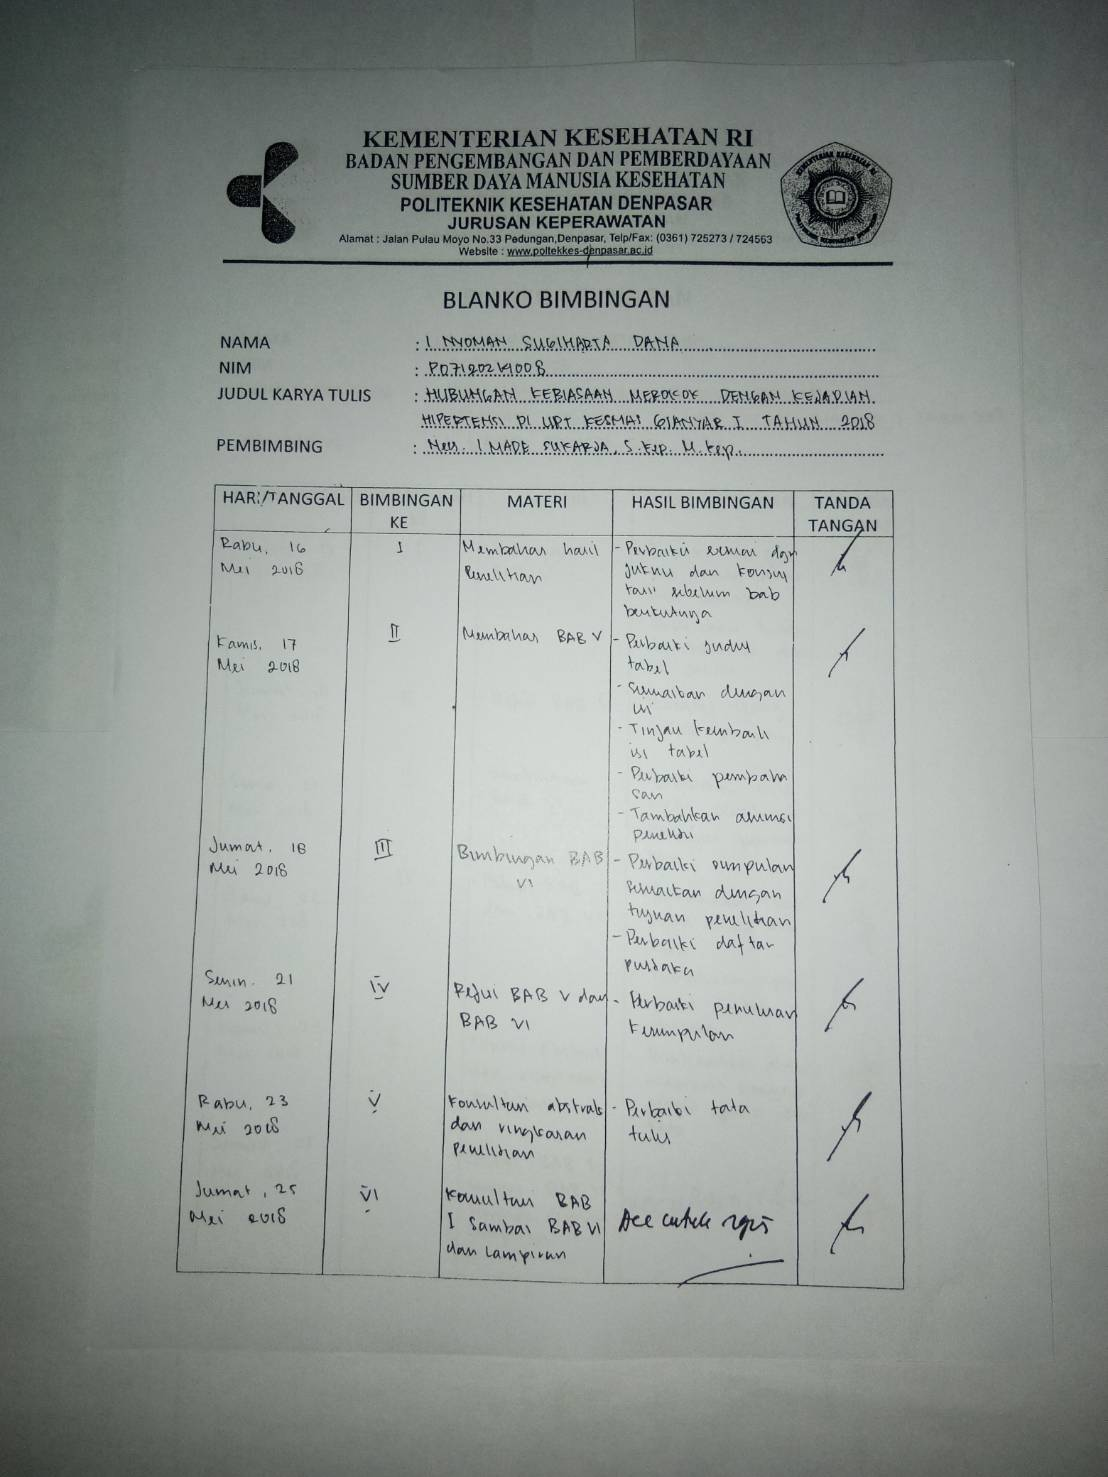 KEMENTERIAN KESEHATAN RI
BADAN PENGEMBANGAN DAN PEMBERDAYAAN
SUMBER DAYA MANUSIA KESEHATAN
POLITEKNIK KESEHATAN DENPASAR
JURUSAN KEPERAWATAN
Alamat : Jalan Pulau Moyo No.33 Pedungan,Denpasar, Telp/Fax: (0361) 725273 / 724563
Website : www.poltekkes-denpasar.ac.id
BLANKO BIMBINGAN
NAMA : I NYOMAN SUGIHARTA DANA
NIM : P07120214008
JUDUL KARYA TULIS : HUBUNGAN KEBIASAAN MEROKOK DENGAN KEJADIAN
HIPERTENSI DI UPT KESMAS GIANYAR I TAHUN 2018
PEMBIMBING : Ners. I MADE SUKARJA, S.Kep. M.Kep.
HARI/TANGGAL BIMBINGAN KE MATERI HASIL BIMBINGAN TANDA TANGAN
Rabu, 16 I Membahas hasil - Perbaiki sesuai dgn
Mei 2018 Penelitian juknis dan konsul
sebelum bab
berikutnya
Kamis, 17 II Membahas BAB V - Perbaiki judul
Mei 2018 tabel
- Sesuaikan dengan
isi
- Tinjau kembali
isi tabel
- Perbaiki pembaha
san
- Tambahkan asumsi
peneliti
Jumat, 18 III Bimbingan BAB - Perbaiki simpulan
Mei 2018 VI sesuaikan dengan
tujuan penelitian
- Perbaiki daftar
pustaka
Senin, 21 IV Revisi BAB V dan - Perbaiki penulisan
Mei 2018 BAB VI kesimpulan
Rabu, 23 V Konsultasi abstrak - Perbaiki tata
Mei 2018 dan ringkasan tulis
penelitian
Jumat, 25 VI Konsultasi BAB
Mei 2018 I Sambai BAB VI Acc untuk
dan Lampiran